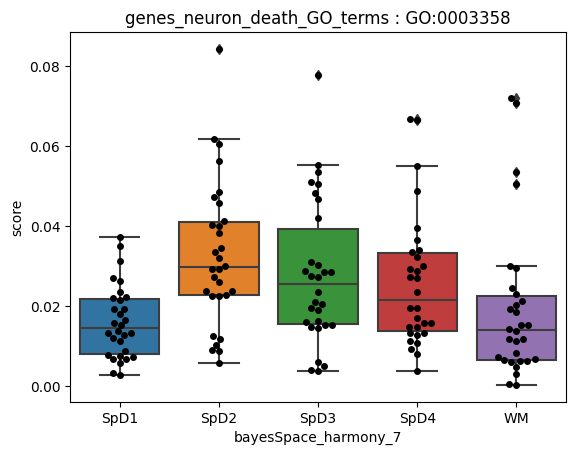 genes_neuron_death_GO_terms : GO:0003358
score
0.08
0.06
0.04
0.02
0.00
SpD1 SpD2 SpD3 SpD4 WM
bayesSpace_harmony_7